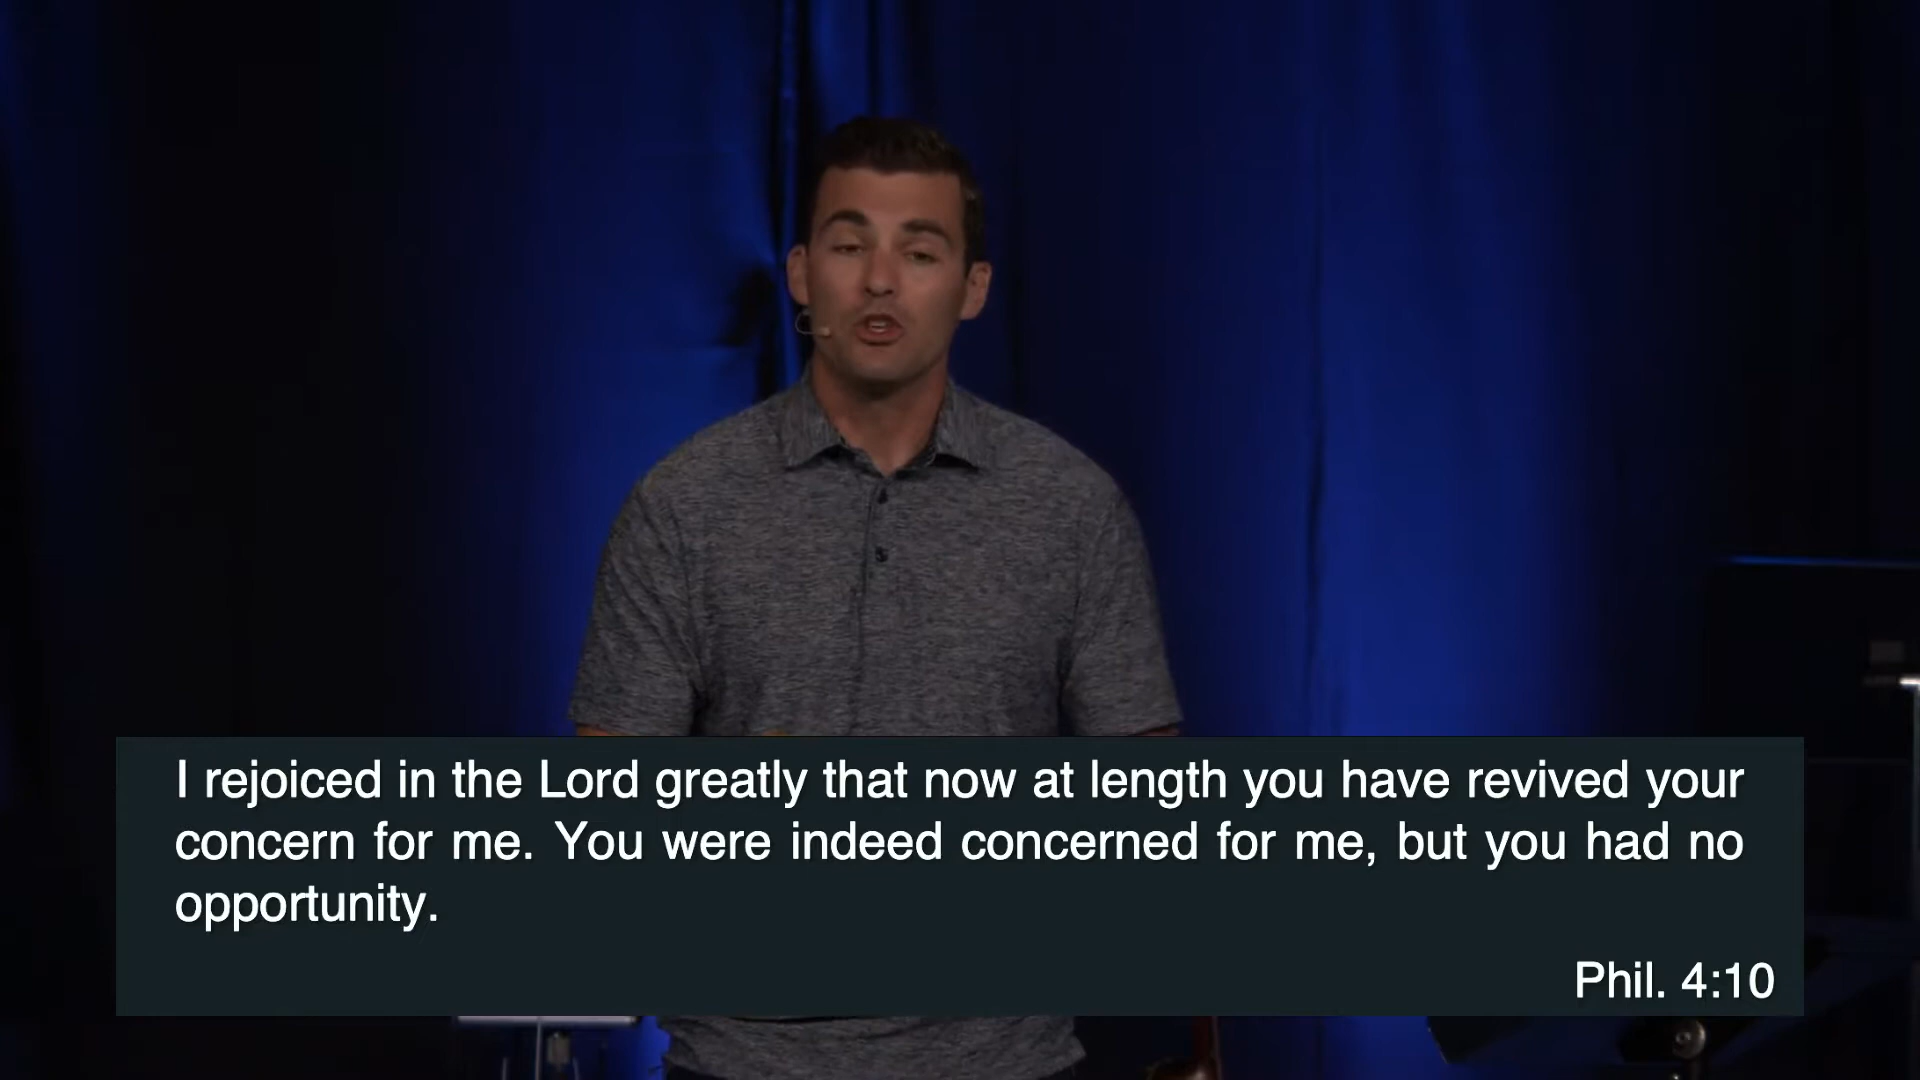 I rejoiced in the Lord greatly that now at length you have revived your
concern for me. You were indeed concerned for me, but you had no
opportunity.
Phil. 4:10